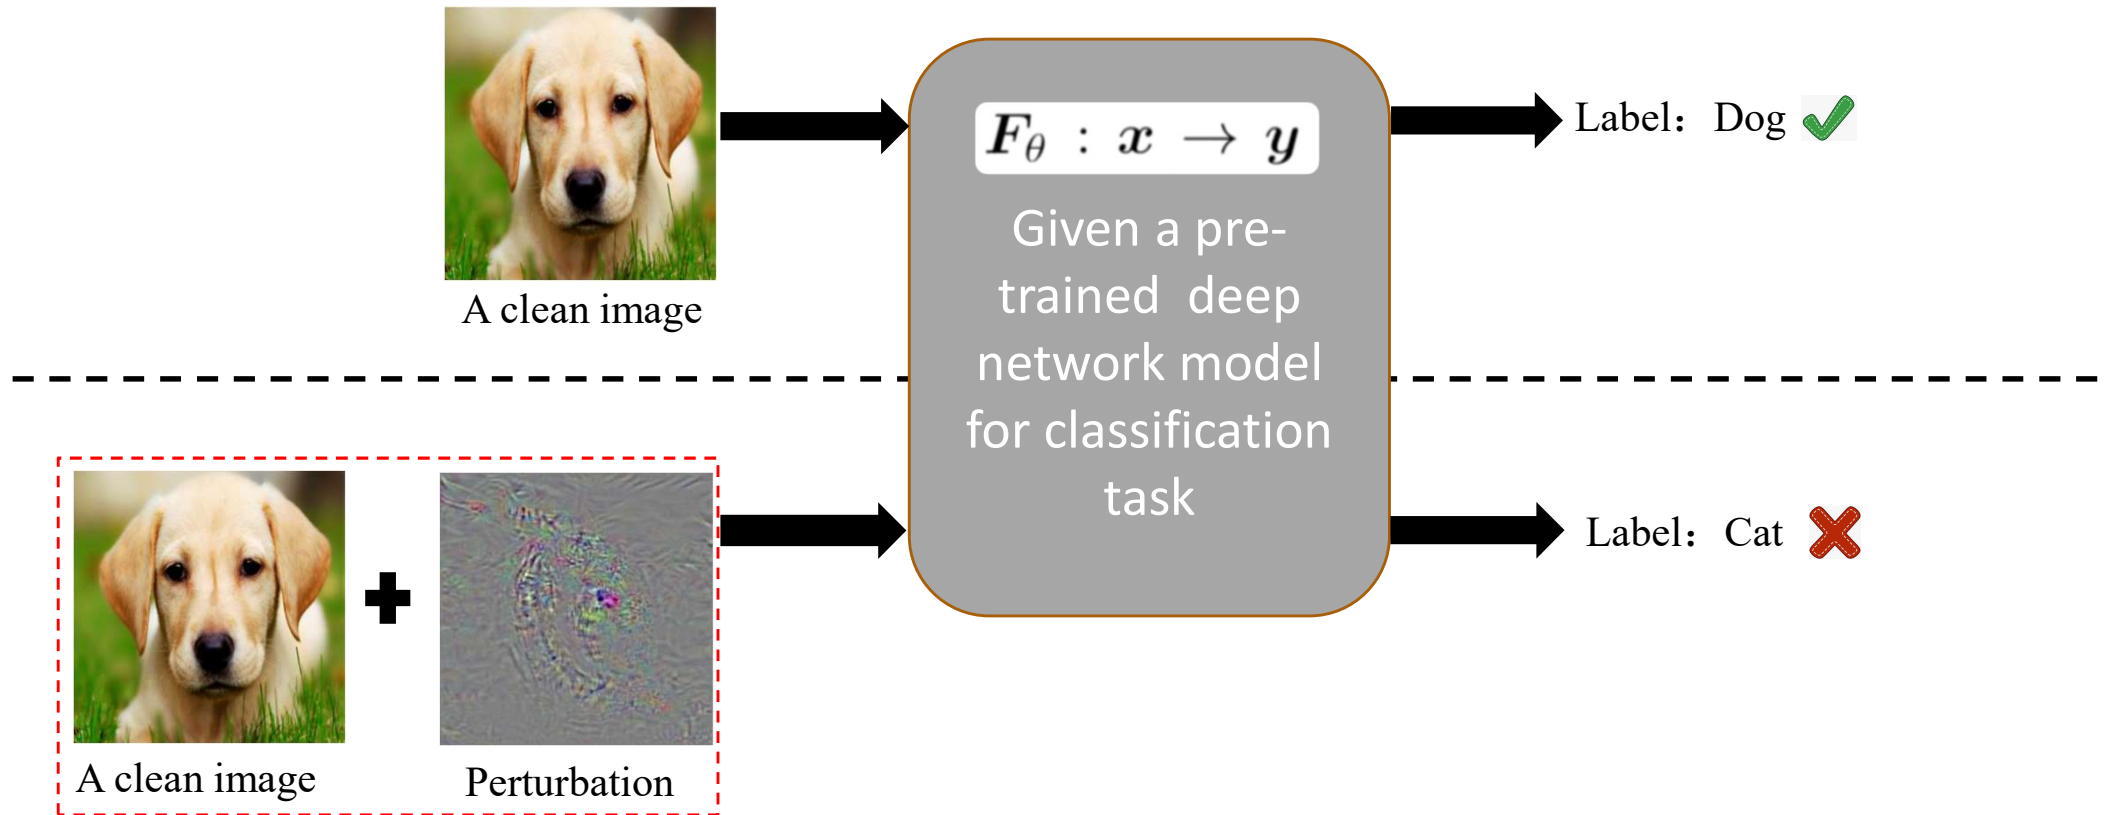 A clean image
F_θ : x → y
Given a pre-
trained deep
network model
for classification
task
Label：Dog
A clean image
Perturbation
Label：Cat